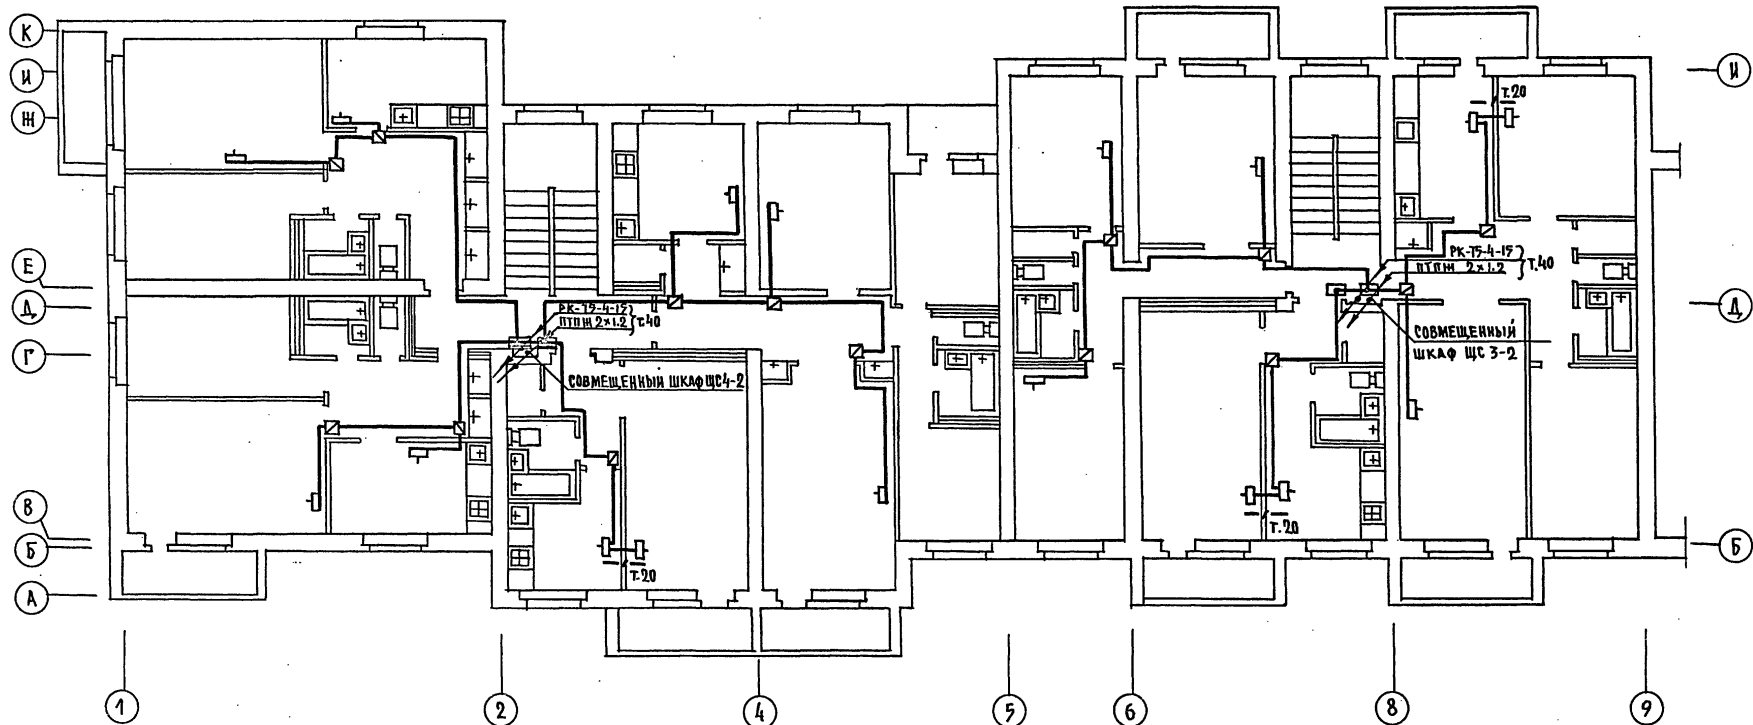 К
И
Ж
Е
Д
Г
В
Б
А
И
Д
Б
т.20
РК-75-4-15
ПТПЖ 2×1.2
т.40
СОВМЕЩЕННЫЙ
ШКАФ ЩС 3-2
РК-75-4-15
ПТПЖ 2×1.2
т.40
СОВМЕЩЕННЫЙ ШКАФ ЩС4-2
т.20
т.20
1
2
4
5
6
8
9